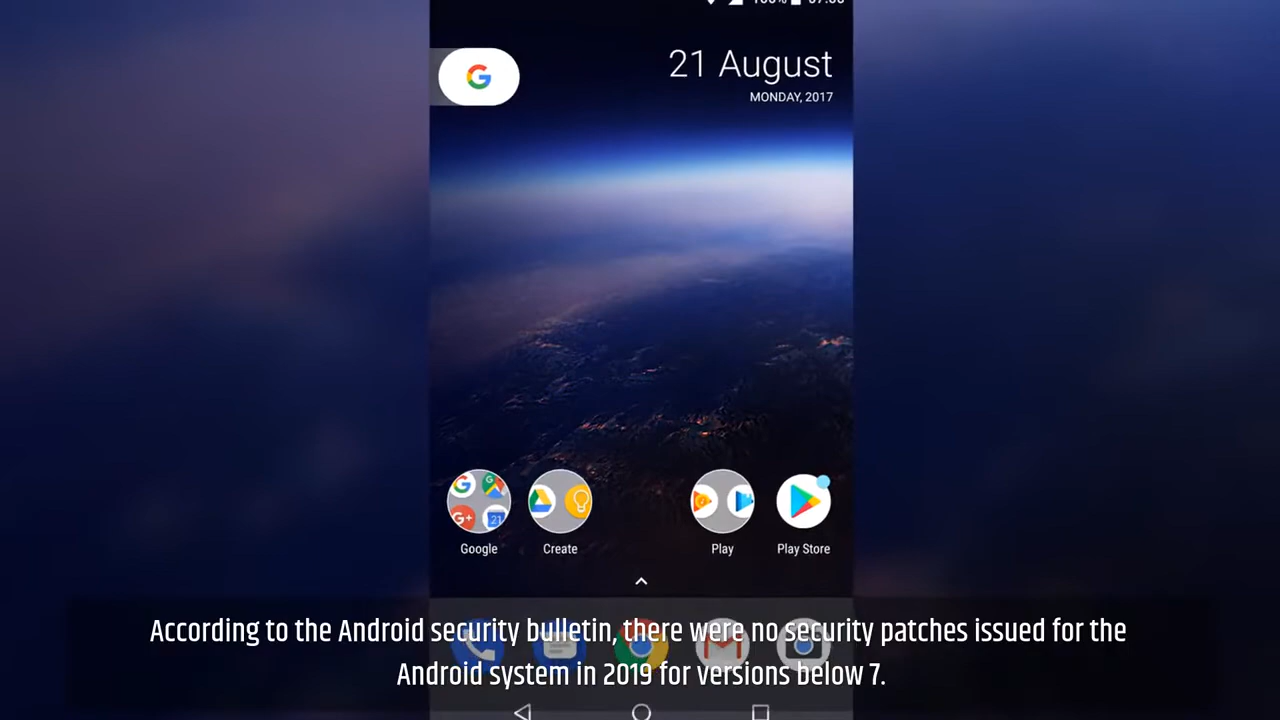 21 August
MONDAY, 2017
Google
Create
Play
Play Store
According to the Android security bulletin, there were no security patches issued for the
Android system in 2019 for versions below 7.